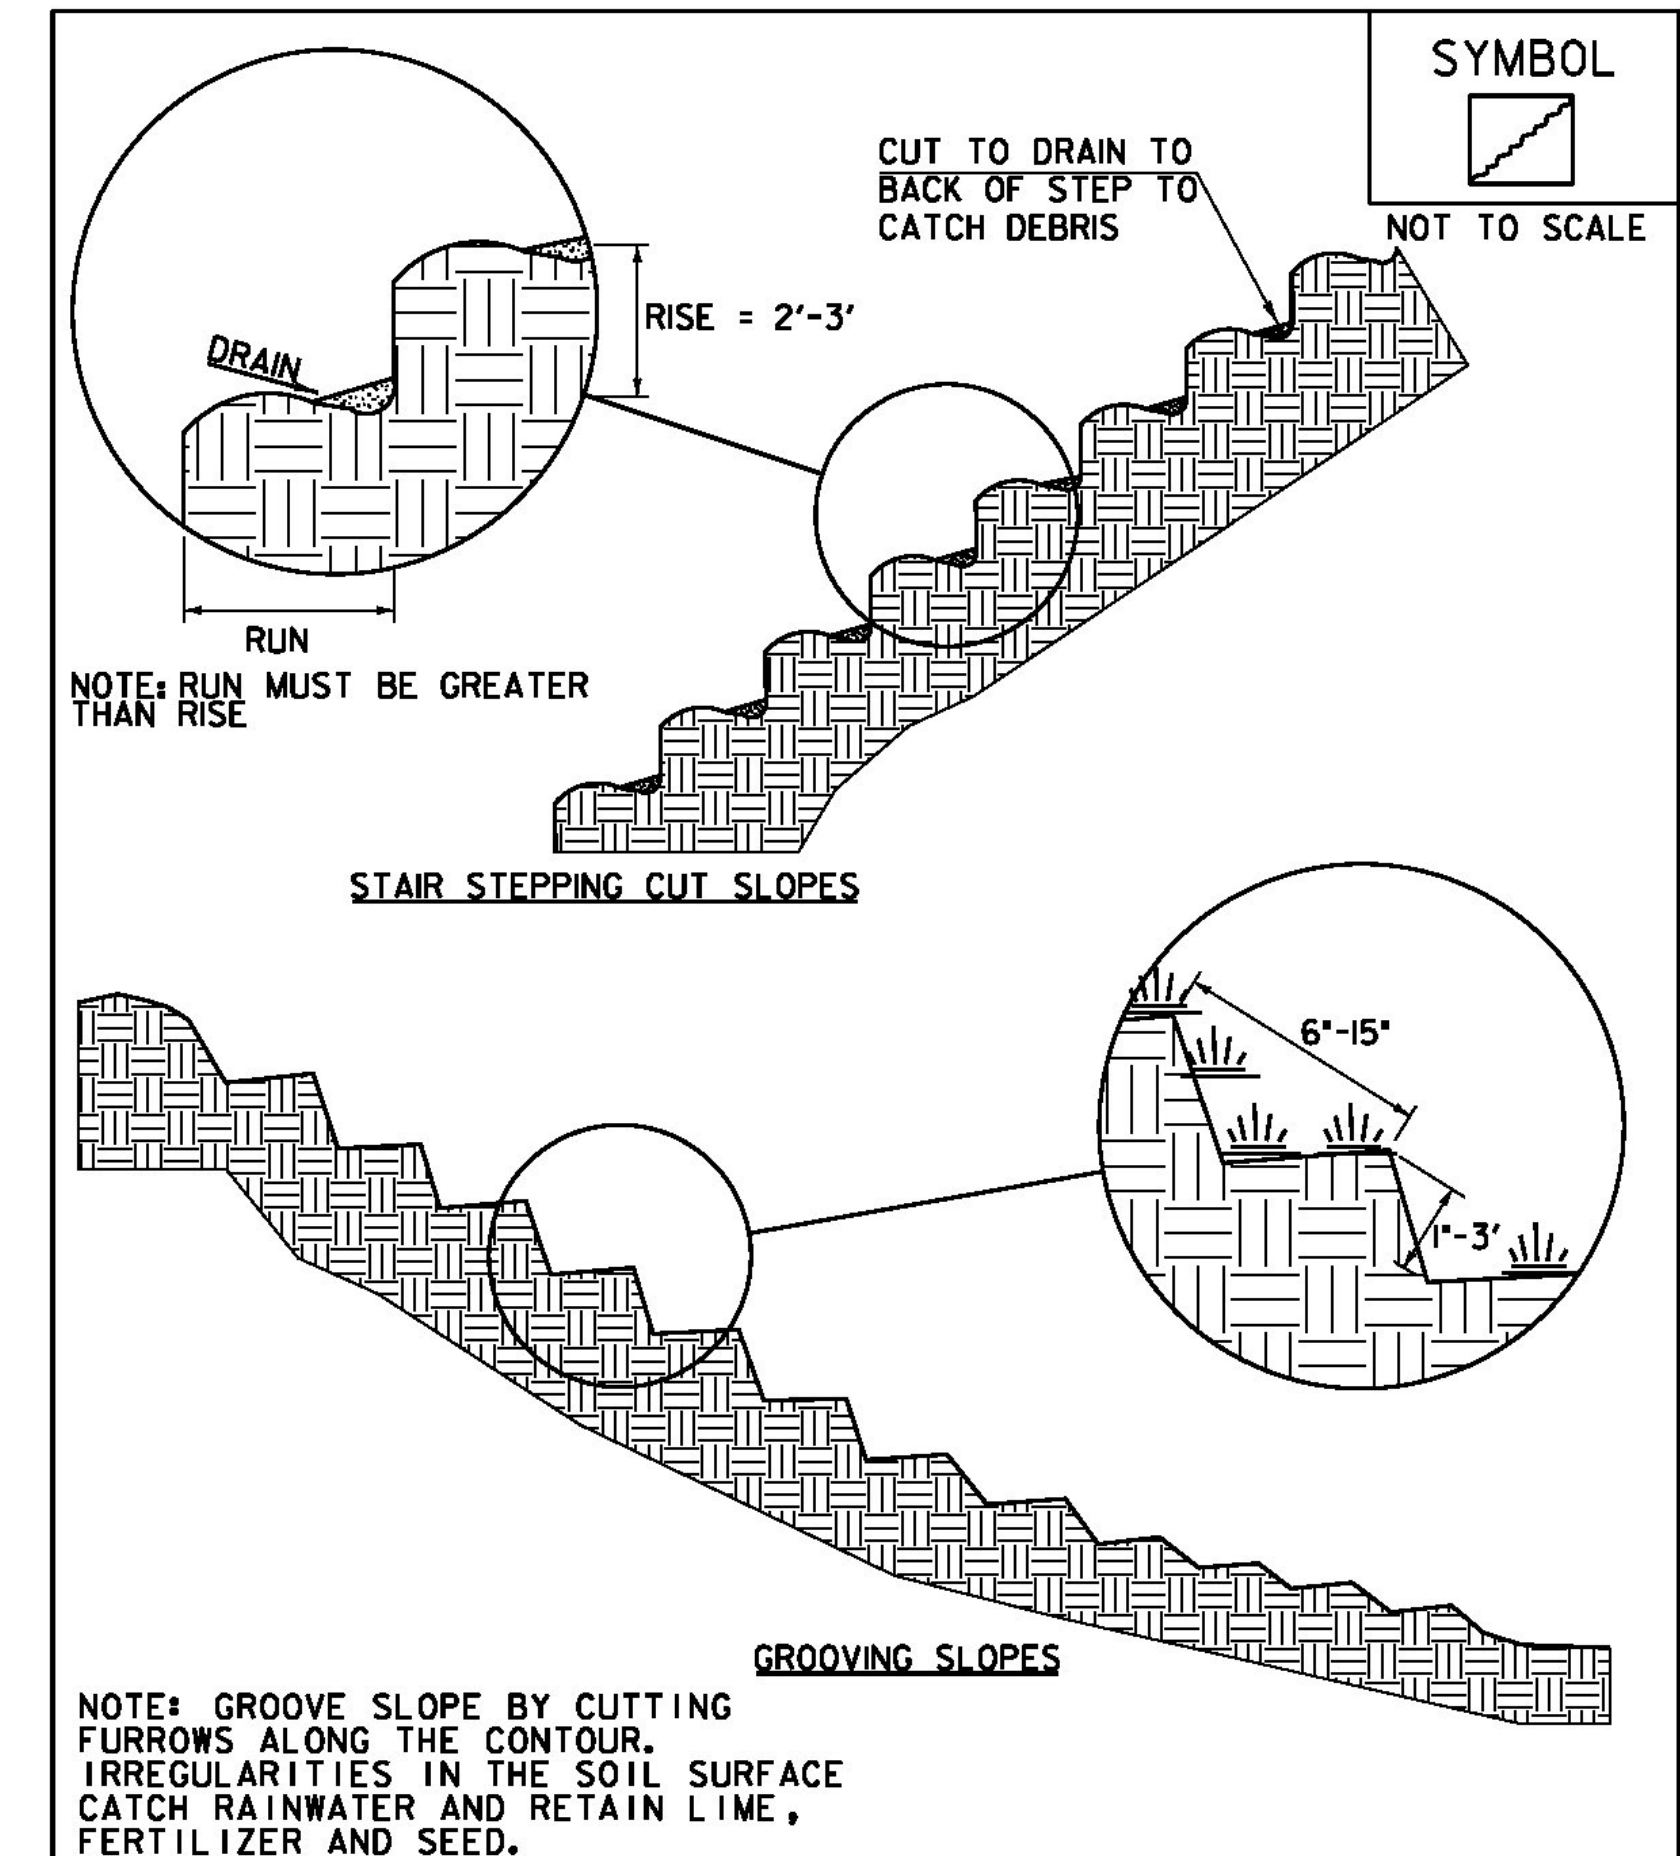 SYMBOL
NOT TO SCALE
CUT TO DRAIN TO
BACK OF STEP TO
CATCH DEBRIS
RISE = 2'-3'
DRAIN
RUN
NOTE: RUN MUST BE GREATER
THAN RISE
STAIR STEPPING CUT SLOPES
6"-15"
1"-3'
GROOVING SLOPES
NOTE: GROOVE SLOPE BY CUTTING
FURROWS ALONG THE CONTOUR.
IRREGULARITIES IN THE SOIL SURFACE
CATCH RAINWATER AND RETAIN LIME,
FERTILIZER AND SEED.